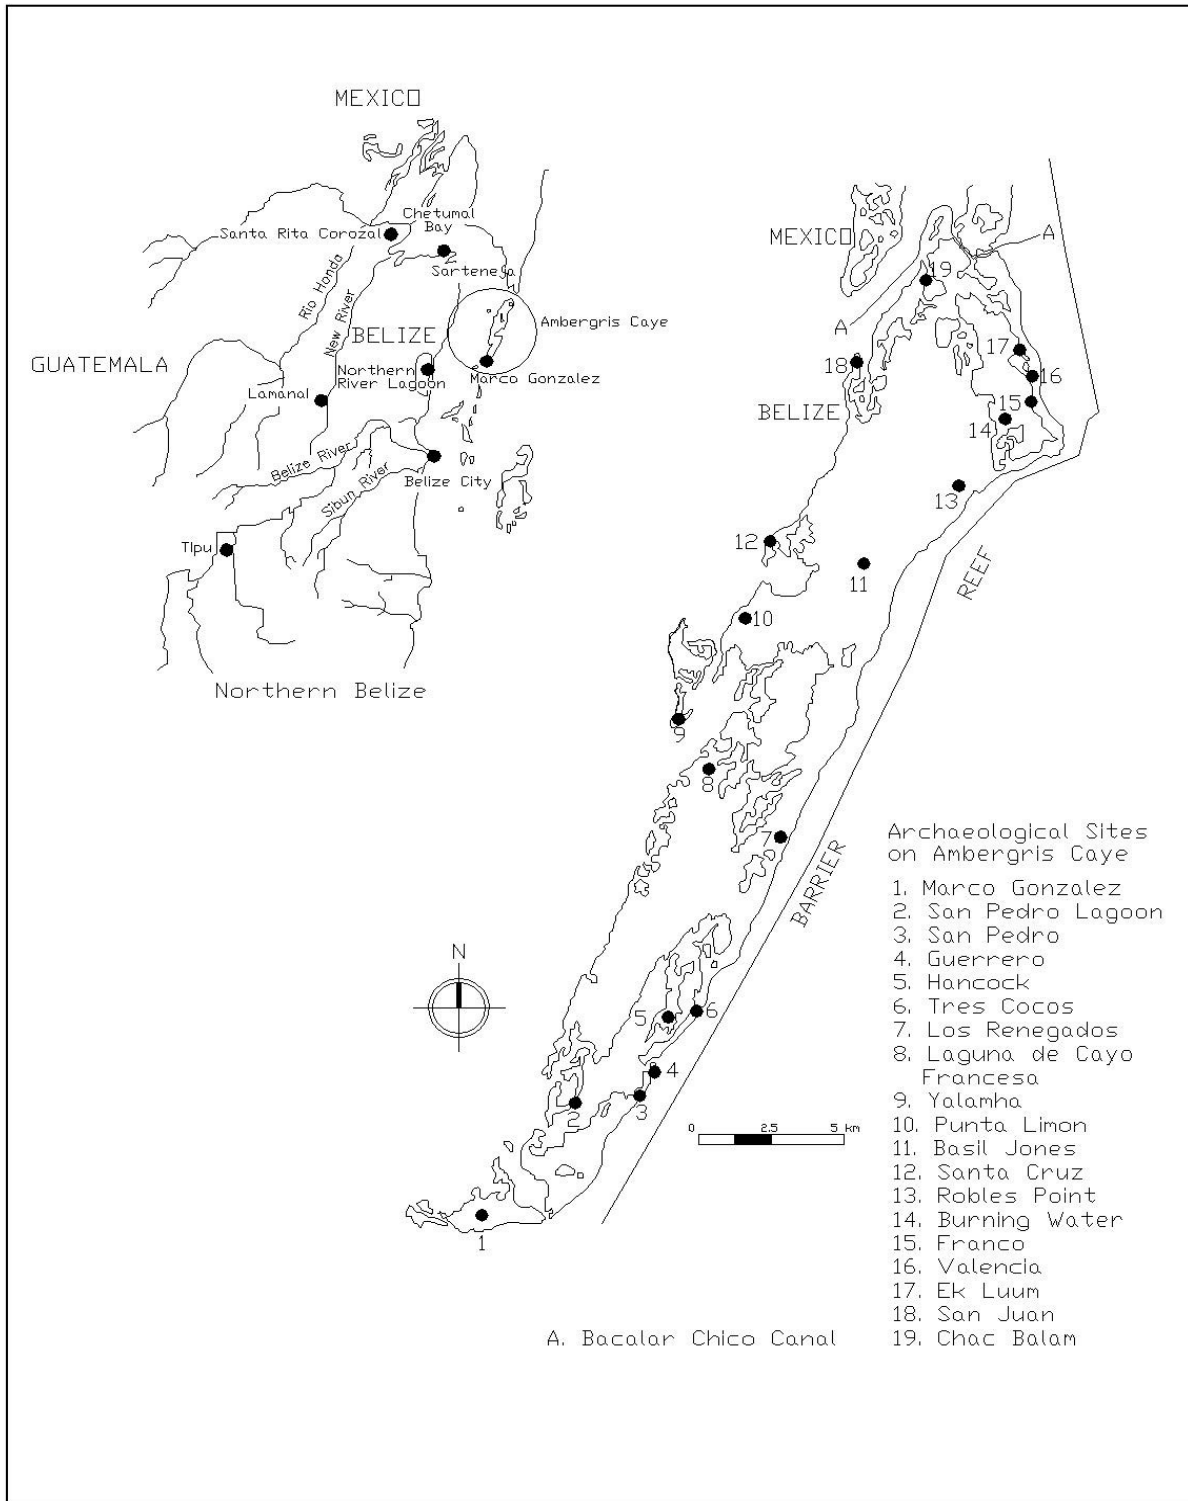 MEXICO
Chetumal
Bay
Santa Rita Corozal
Sarteneja
Rio Hondo
New River
Ambergris Caye
BELIZE
GUATEMALA
Northern
River Lagoon
Marco Gonzalez
Lamanai
Belize River
Sibun River
Belize City
Tipu
Northern Belize
MEXICO
A
19
A
17
18
16
15
BELIZE
14
13
12
11
REEF
10
9
8
7
BARRIER
N
5
6
4
2
3
0 2.5 5 km
1
Archaeological Sites
on Ambergris Caye
1. Marco Gonzalez
2. San Pedro Lagoon
3. San Pedro
4. Guerrero
5. Hancock
6. Tres Cocos
7. Los Renegados
8. Laguna de Cayo
Francesa
9. Yalamha
10. Punta Limon
11. Basil Jones
12. Santa Cruz
13. Robles Point
14. Burning Water
15. Franco
16. Valencia
17. Ek Luum
18. San Juan
19. Chac Balam
A. Bacalar Chico Canal